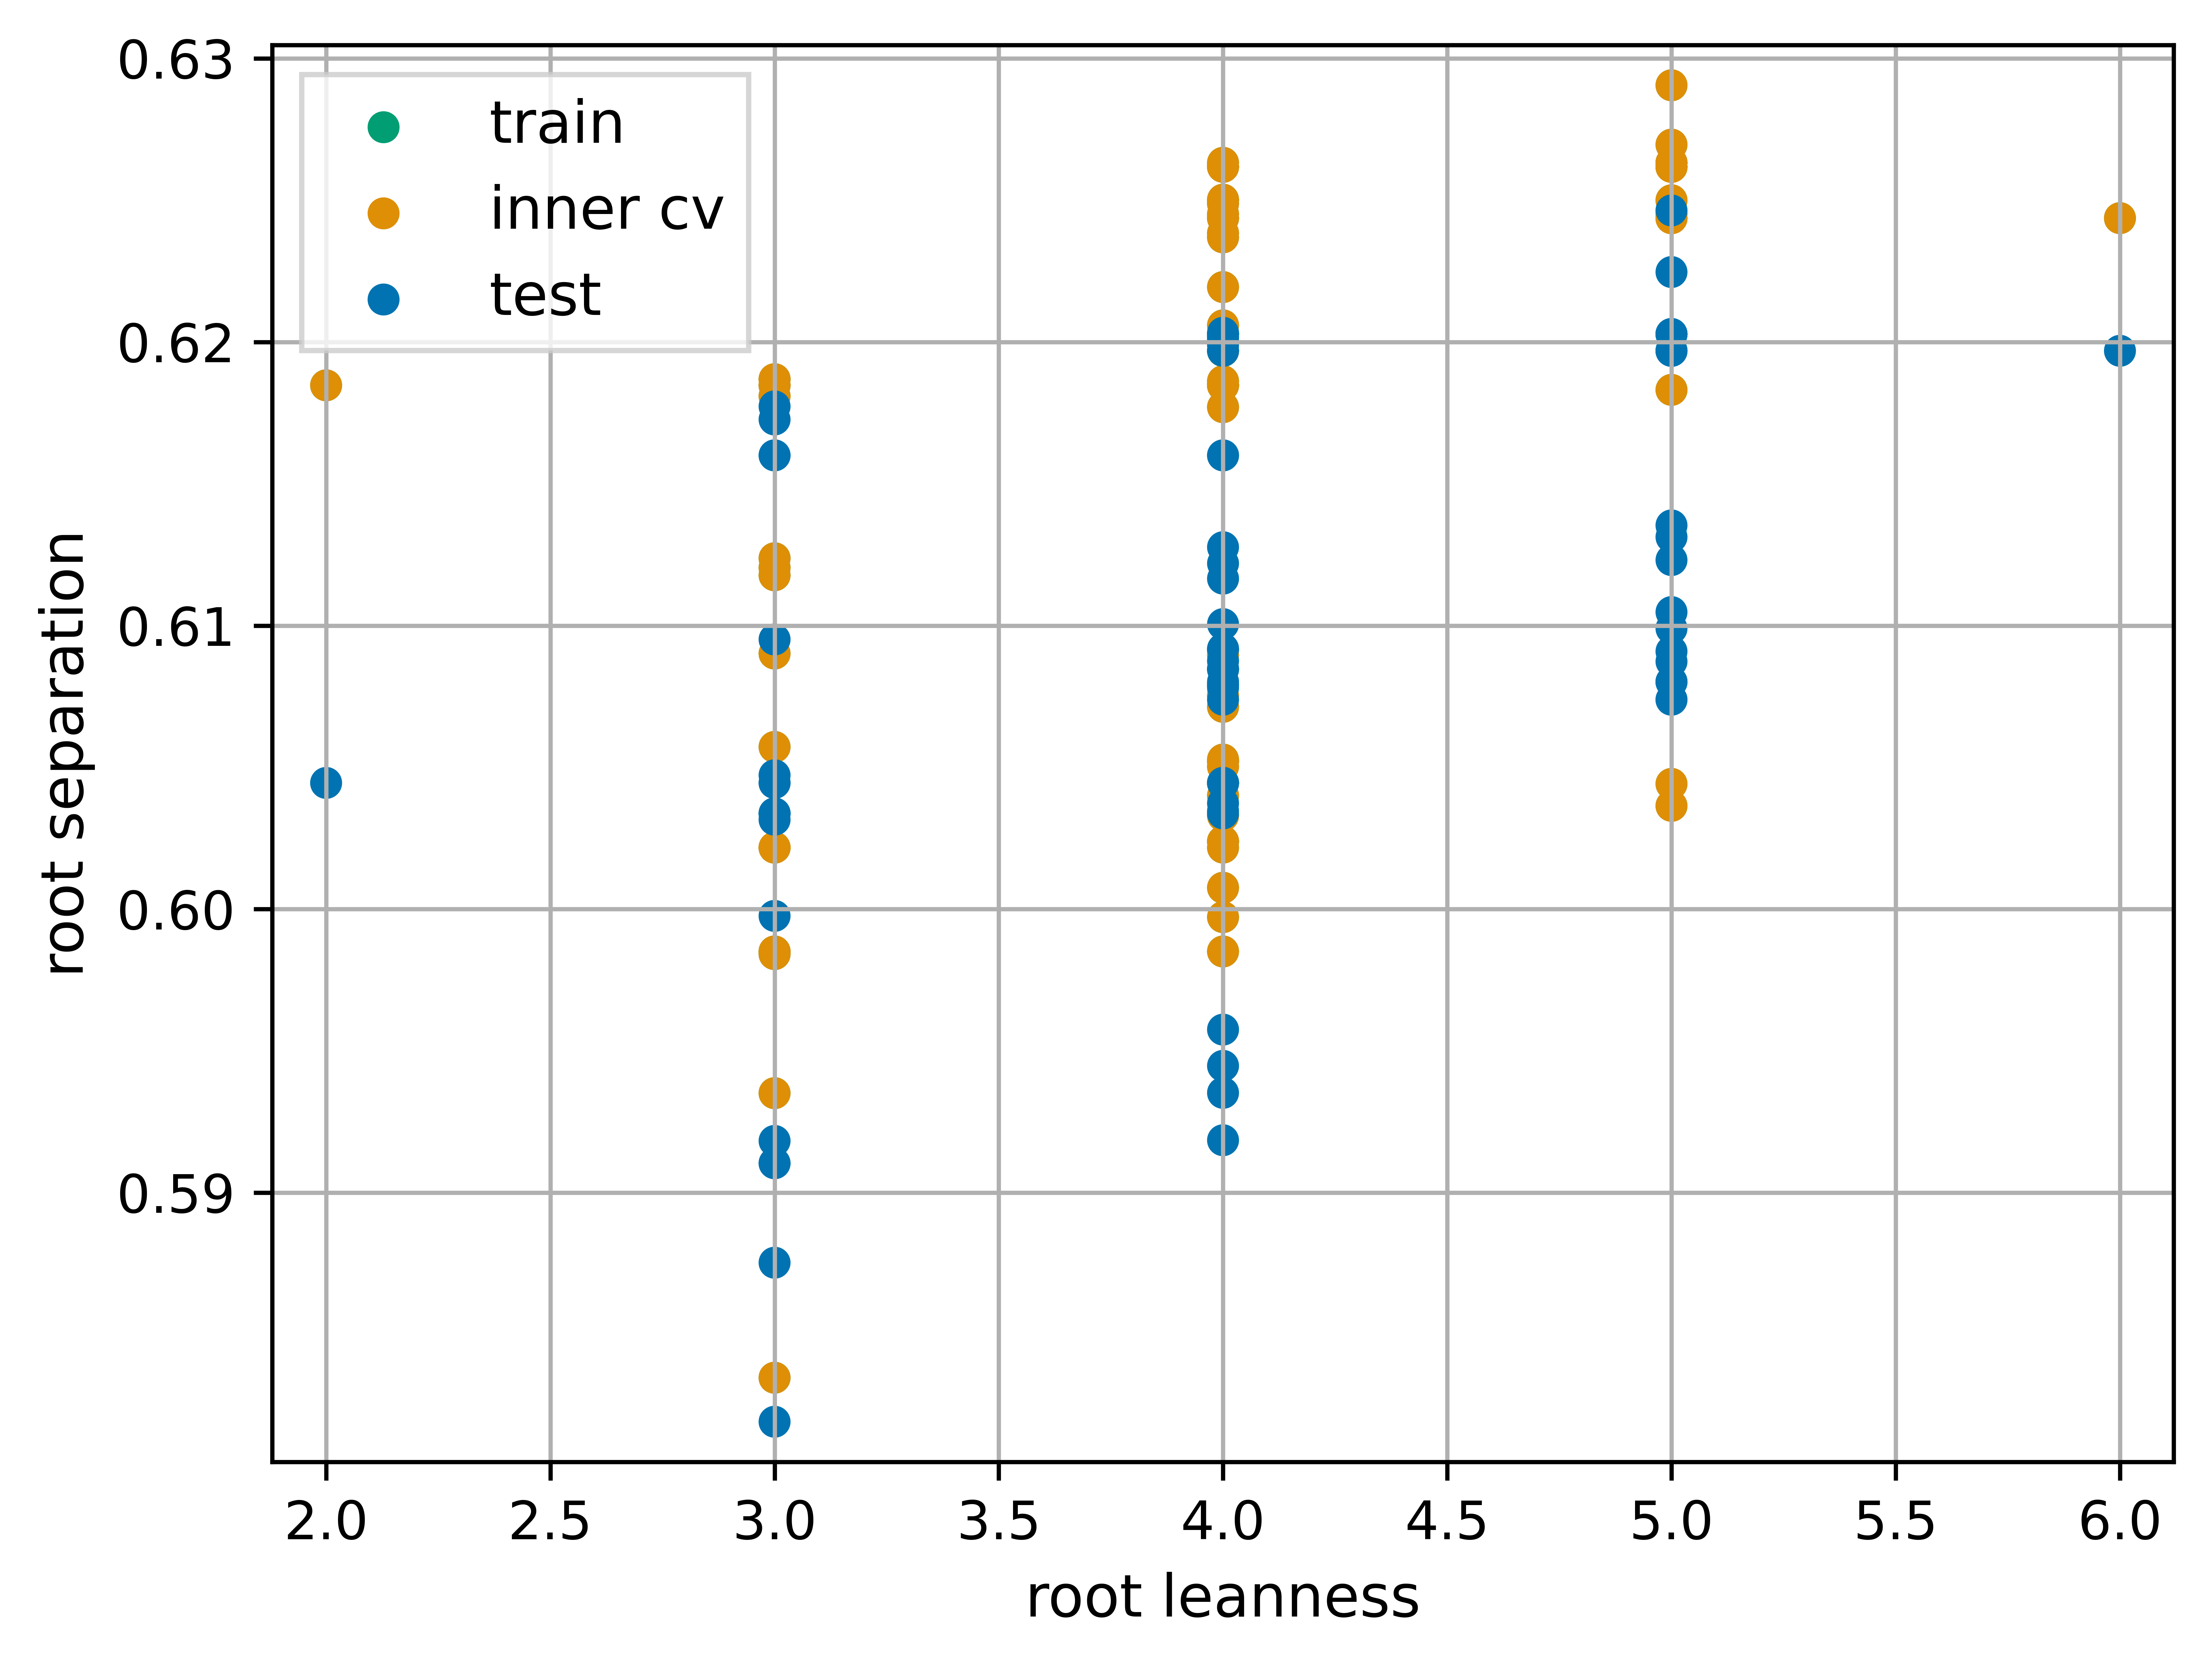 0.63
0.62
0.61
0.60
0.59
root separation
train
inner cv
test
2.0 2.5 3.0 3.5 4.0 4.5 5.0 5.5 6.0
root leanness